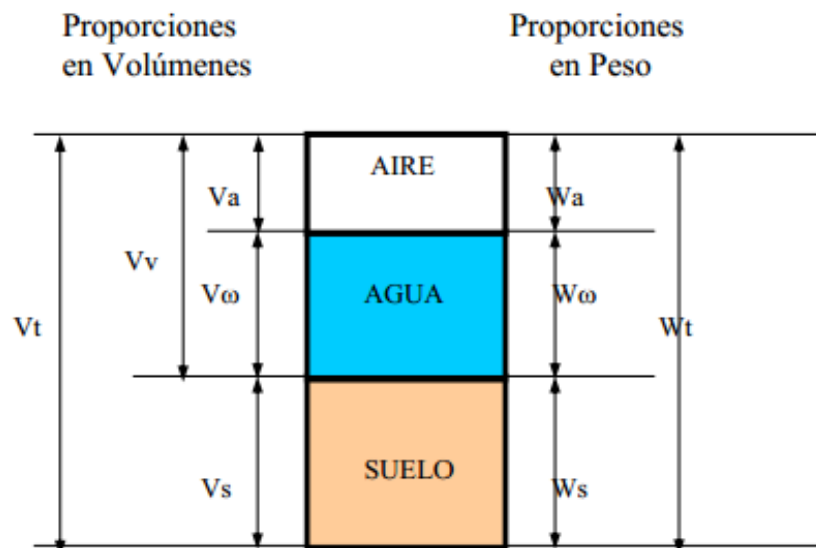 Proporciones
en Volúmenes
Proporciones
en Peso
AIRE
Va
Wa
Vv
Vω
AGUA
Wω
Vt
Wt
Vs
SUELO
Ws